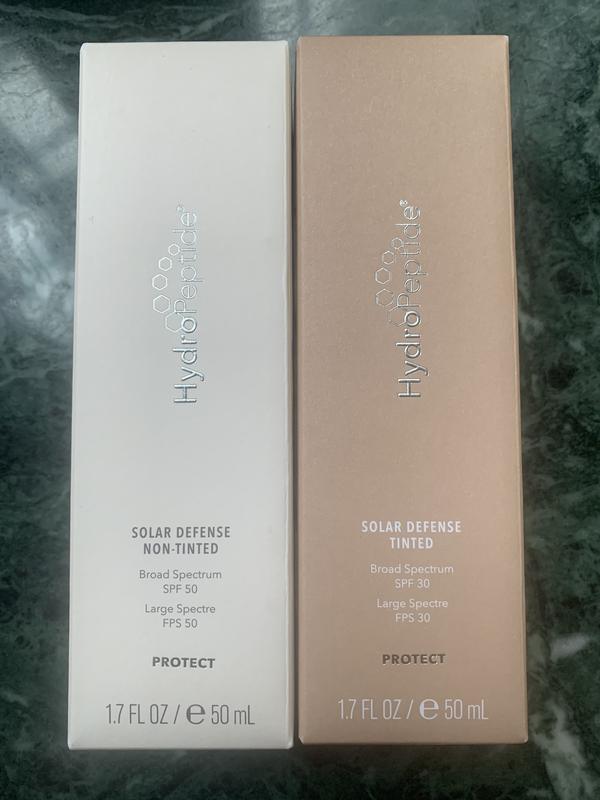 HydroPeptide®
SOLAR DEFENSE
NON-TINTED
Broad Spectrum
SPF 50
Large Spectre
FPS 50
PROTECT
1.7 FL OZ / ℮ 50 mL
HydroPeptide®
SOLAR DEFENSE
TINTED
Broad Spectrum
SPF 30
Large Spectre
FPS 30
PROTECT
1.7 FL OZ / ℮ 50 mL